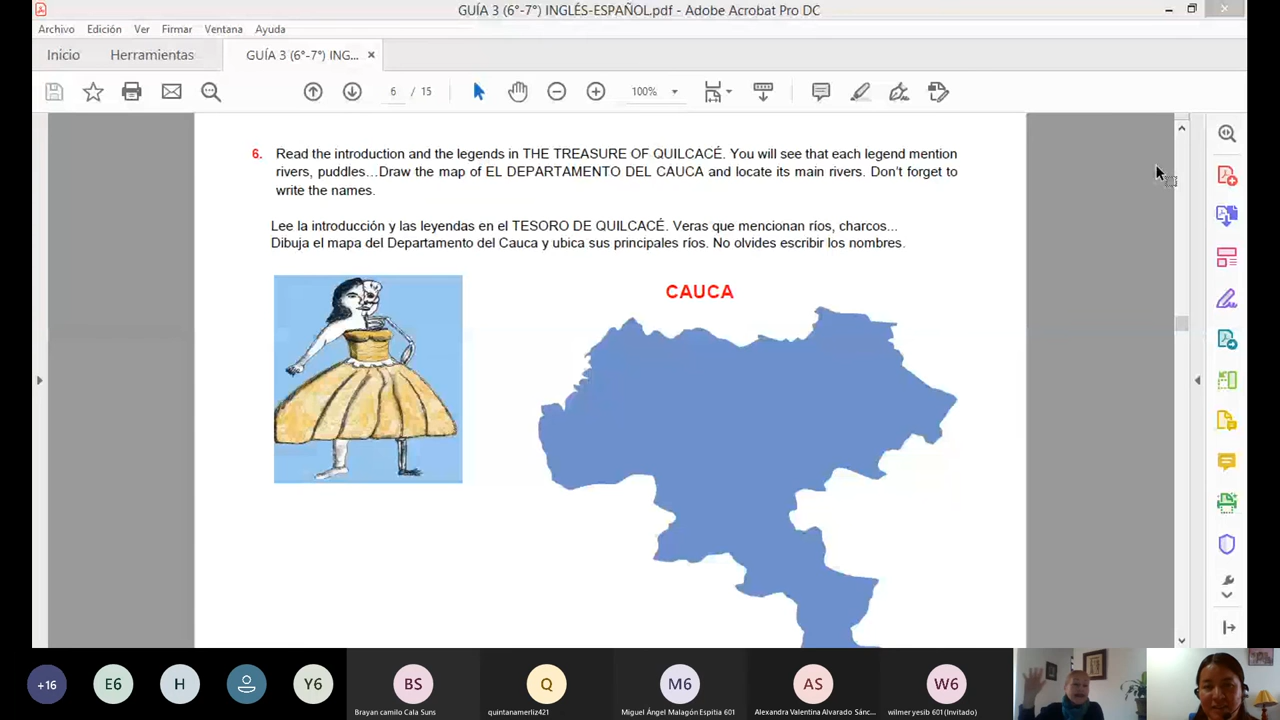 GUÍA 3 (6°-7°) INGLÉS-ESPAÑOL.pdf - Adobe Acrobat Pro DC
Archivo Edición Ver Firmar Ventana Ayuda
Inicio Herramientas GUÍA 3 (6°-7°) ING... ×
6 / 15 100%
6. Read the introduction and the legends in THE TREASURE OF QUILCACÉ. You will see that each legend mention
rivers, puddles…Draw the map of EL DEPARTAMENTO DEL CAUCA and locate its main rivers. Don't forget to
write the names.
Lee la introducción y las leyendas en el TESORO DE QUILCACÉ. Veras que mencionan ríos, charcos...
Dibuja el mapa del Departamento del Cauca y ubica sus principales ríos. No olvides escribir los nombres.
CAUCA
+16 E6 H Y6 BS Q M6 AS W6
Brayan camilo Cala Suns quintanamerliz421 Miguel Ángel Malagón Espitia 601 Alexandra Valentina Alvarado Sánc... wilmer yesib 601 (Invitado)